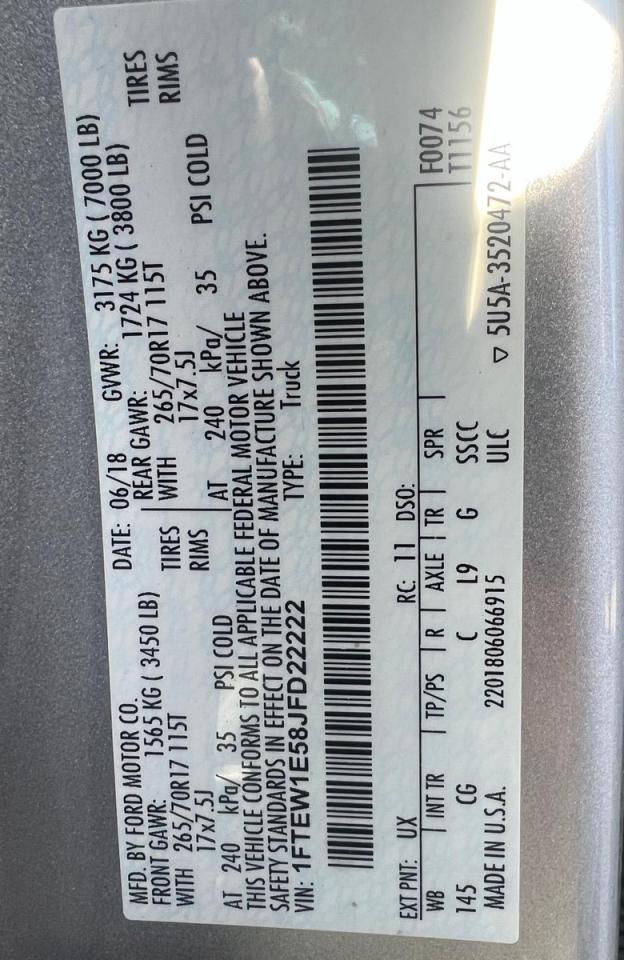 MFD. BY FORD MOTOR CO. DATE: 06/18 GVWR: 3175 KG ( 7000 LB)
FRONT GAWR: 1565 KG ( 3450 LB) REAR GAWR: 1724 KG ( 3800 LB)
WITH 265/70R17 115T TIRES WITH 265/70R17 115T TIRES
17x7.5J RIMS 17x7.5J RIMS
AT 240 kPa/ 35 PSI COLD AT 240 kPa/ 35 PSI COLD
THIS VEHICLE CONFORMS TO ALL APPLICABLE FEDERAL MOTOR VEHICLE
SAFETY STANDARDS IN EFFECT ON THE DATE OF MANUFACTURE SHOWN ABOVE.
VIN: 1FTEW1E58JFD22222 TYPE: Truck
EXT PNT: UX RC: 11 DSO: F0074
WB | INT TR | TP/PS | R | AXLE | TR | SPR | T1156
145 CG C L9 G SSCC
MADE IN U.S.A. 2201806066915 ULC ▽ 5U5A-3520472-AA